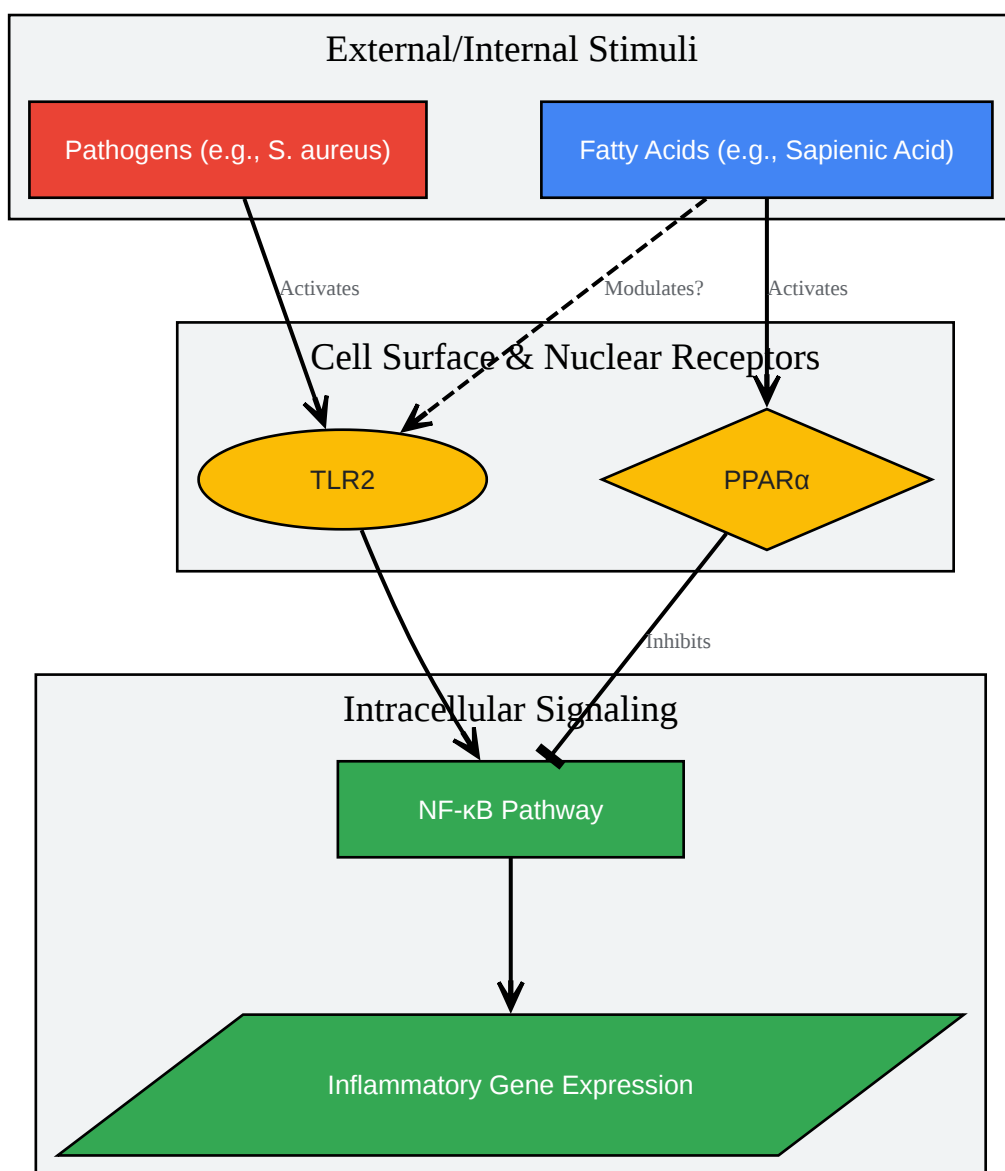 External/Internal Stimuli
Pathogens (e.g., S. aureus)
Fatty Acids (e.g., Sapienic Acid)
Activates
Modulates?
Activates
Cell Surface & Nuclear Receptors
TLR2
PPARα
Inhibits
Intracellular Signaling
NF-κB Pathway
Inflammatory Gene Expression